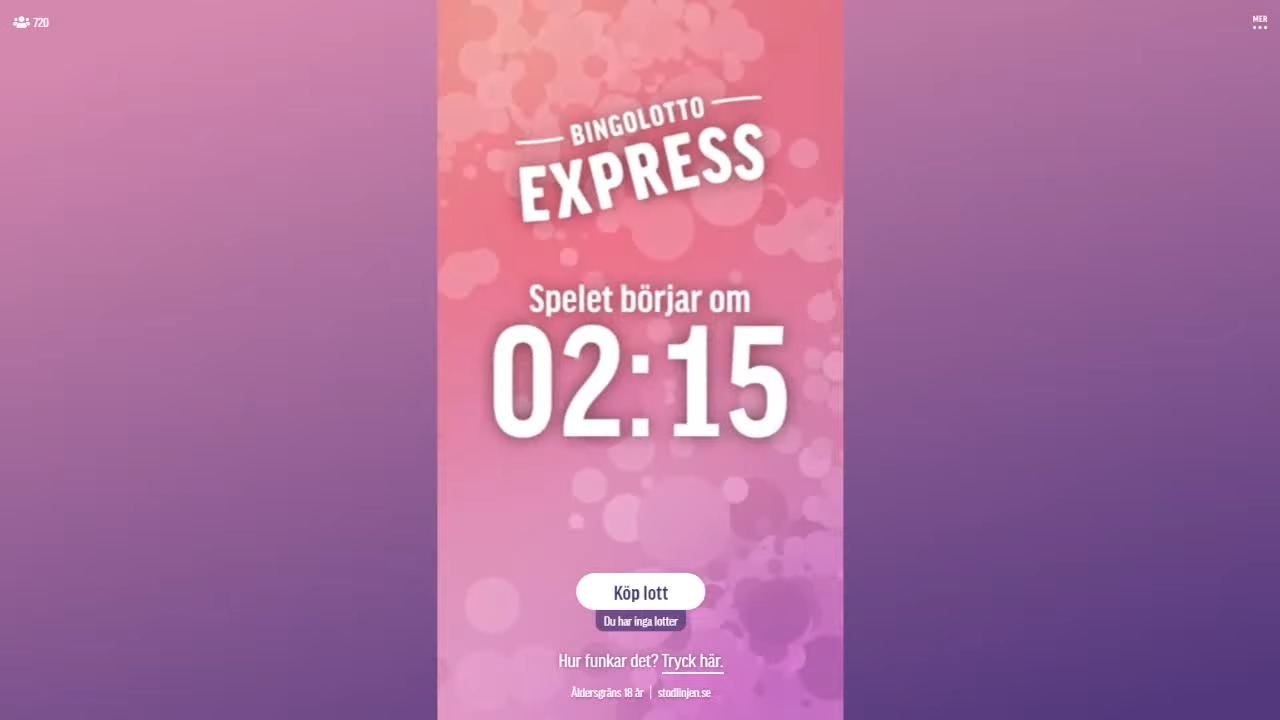 720
MER
BINGOLOTTO
EXPRESS
Spelet börjar om
02:15
Köp lott
Du har inga lotter
Hur funkar det? Tryck här.
Åldersgräns 18 år | stodlinjen.se